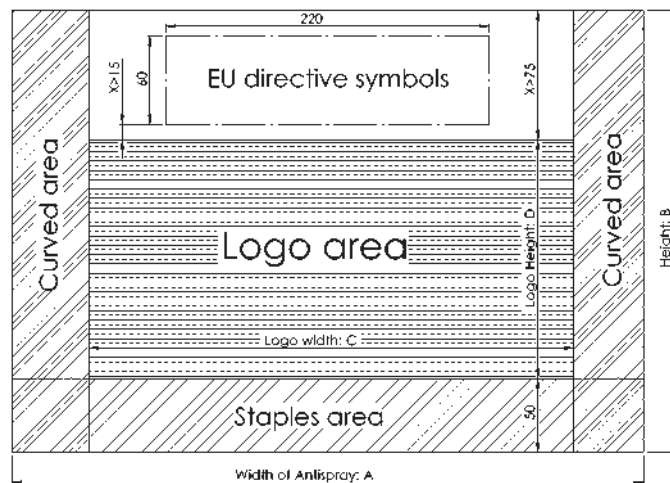 220
EU directive symbols
X>15
60
X>75
Curved area
Logo area
Logo width: C
Logo Height: D
Curved area
Height: B
Staples area
50
Width of Antispray: A